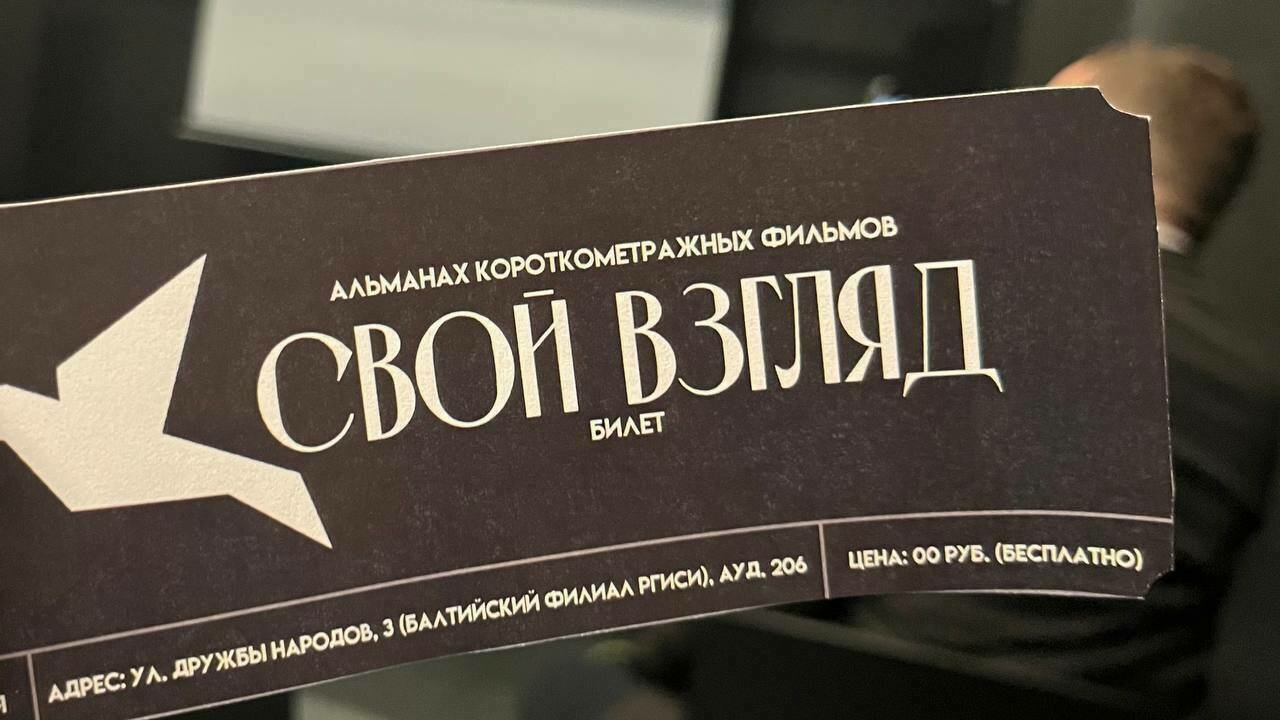 АЛЬМАНАХ КОРОТКОМЕТРАЖНЫХ ФИЛЬМОВ
СВОЙ ВЗГЛЯД
БИЛЕТ
АДРЕС: УЛ. ДРУЖБЫ НАРОДОВ, 3 (БАЛТИЙСКИЙ ФИЛИАЛ РГИСИ), АУД. 206
ЦЕНА: 00 РУБ. (БЕСПЛАТНО)